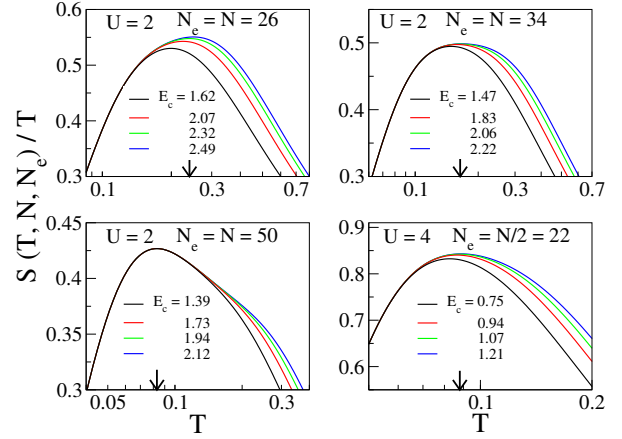 S (T, N, N_e) / T
U = 2 N_e = N = 26
0.6
0.5
0.4
0.3
E_c = 1.62
2.07
2.32
2.49
0.1 0.3 0.7
U = 2 N_e = N = 34
0.5
0.4
0.3
E_c = 1.47
1.83
2.06
2.22
0.1 0.3 0.7
U = 2 N_e = N = 50
0.45
0.4
0.35
0.3
E_c = 1.39
1.73
1.94
2.12
0.05 0.1 0.3
T
U = 4 N_e = N/2 = 22
0.9
0.8
0.7
0.6
E_c = 0.75
0.94
1.07
1.21
0.1 0.2
T